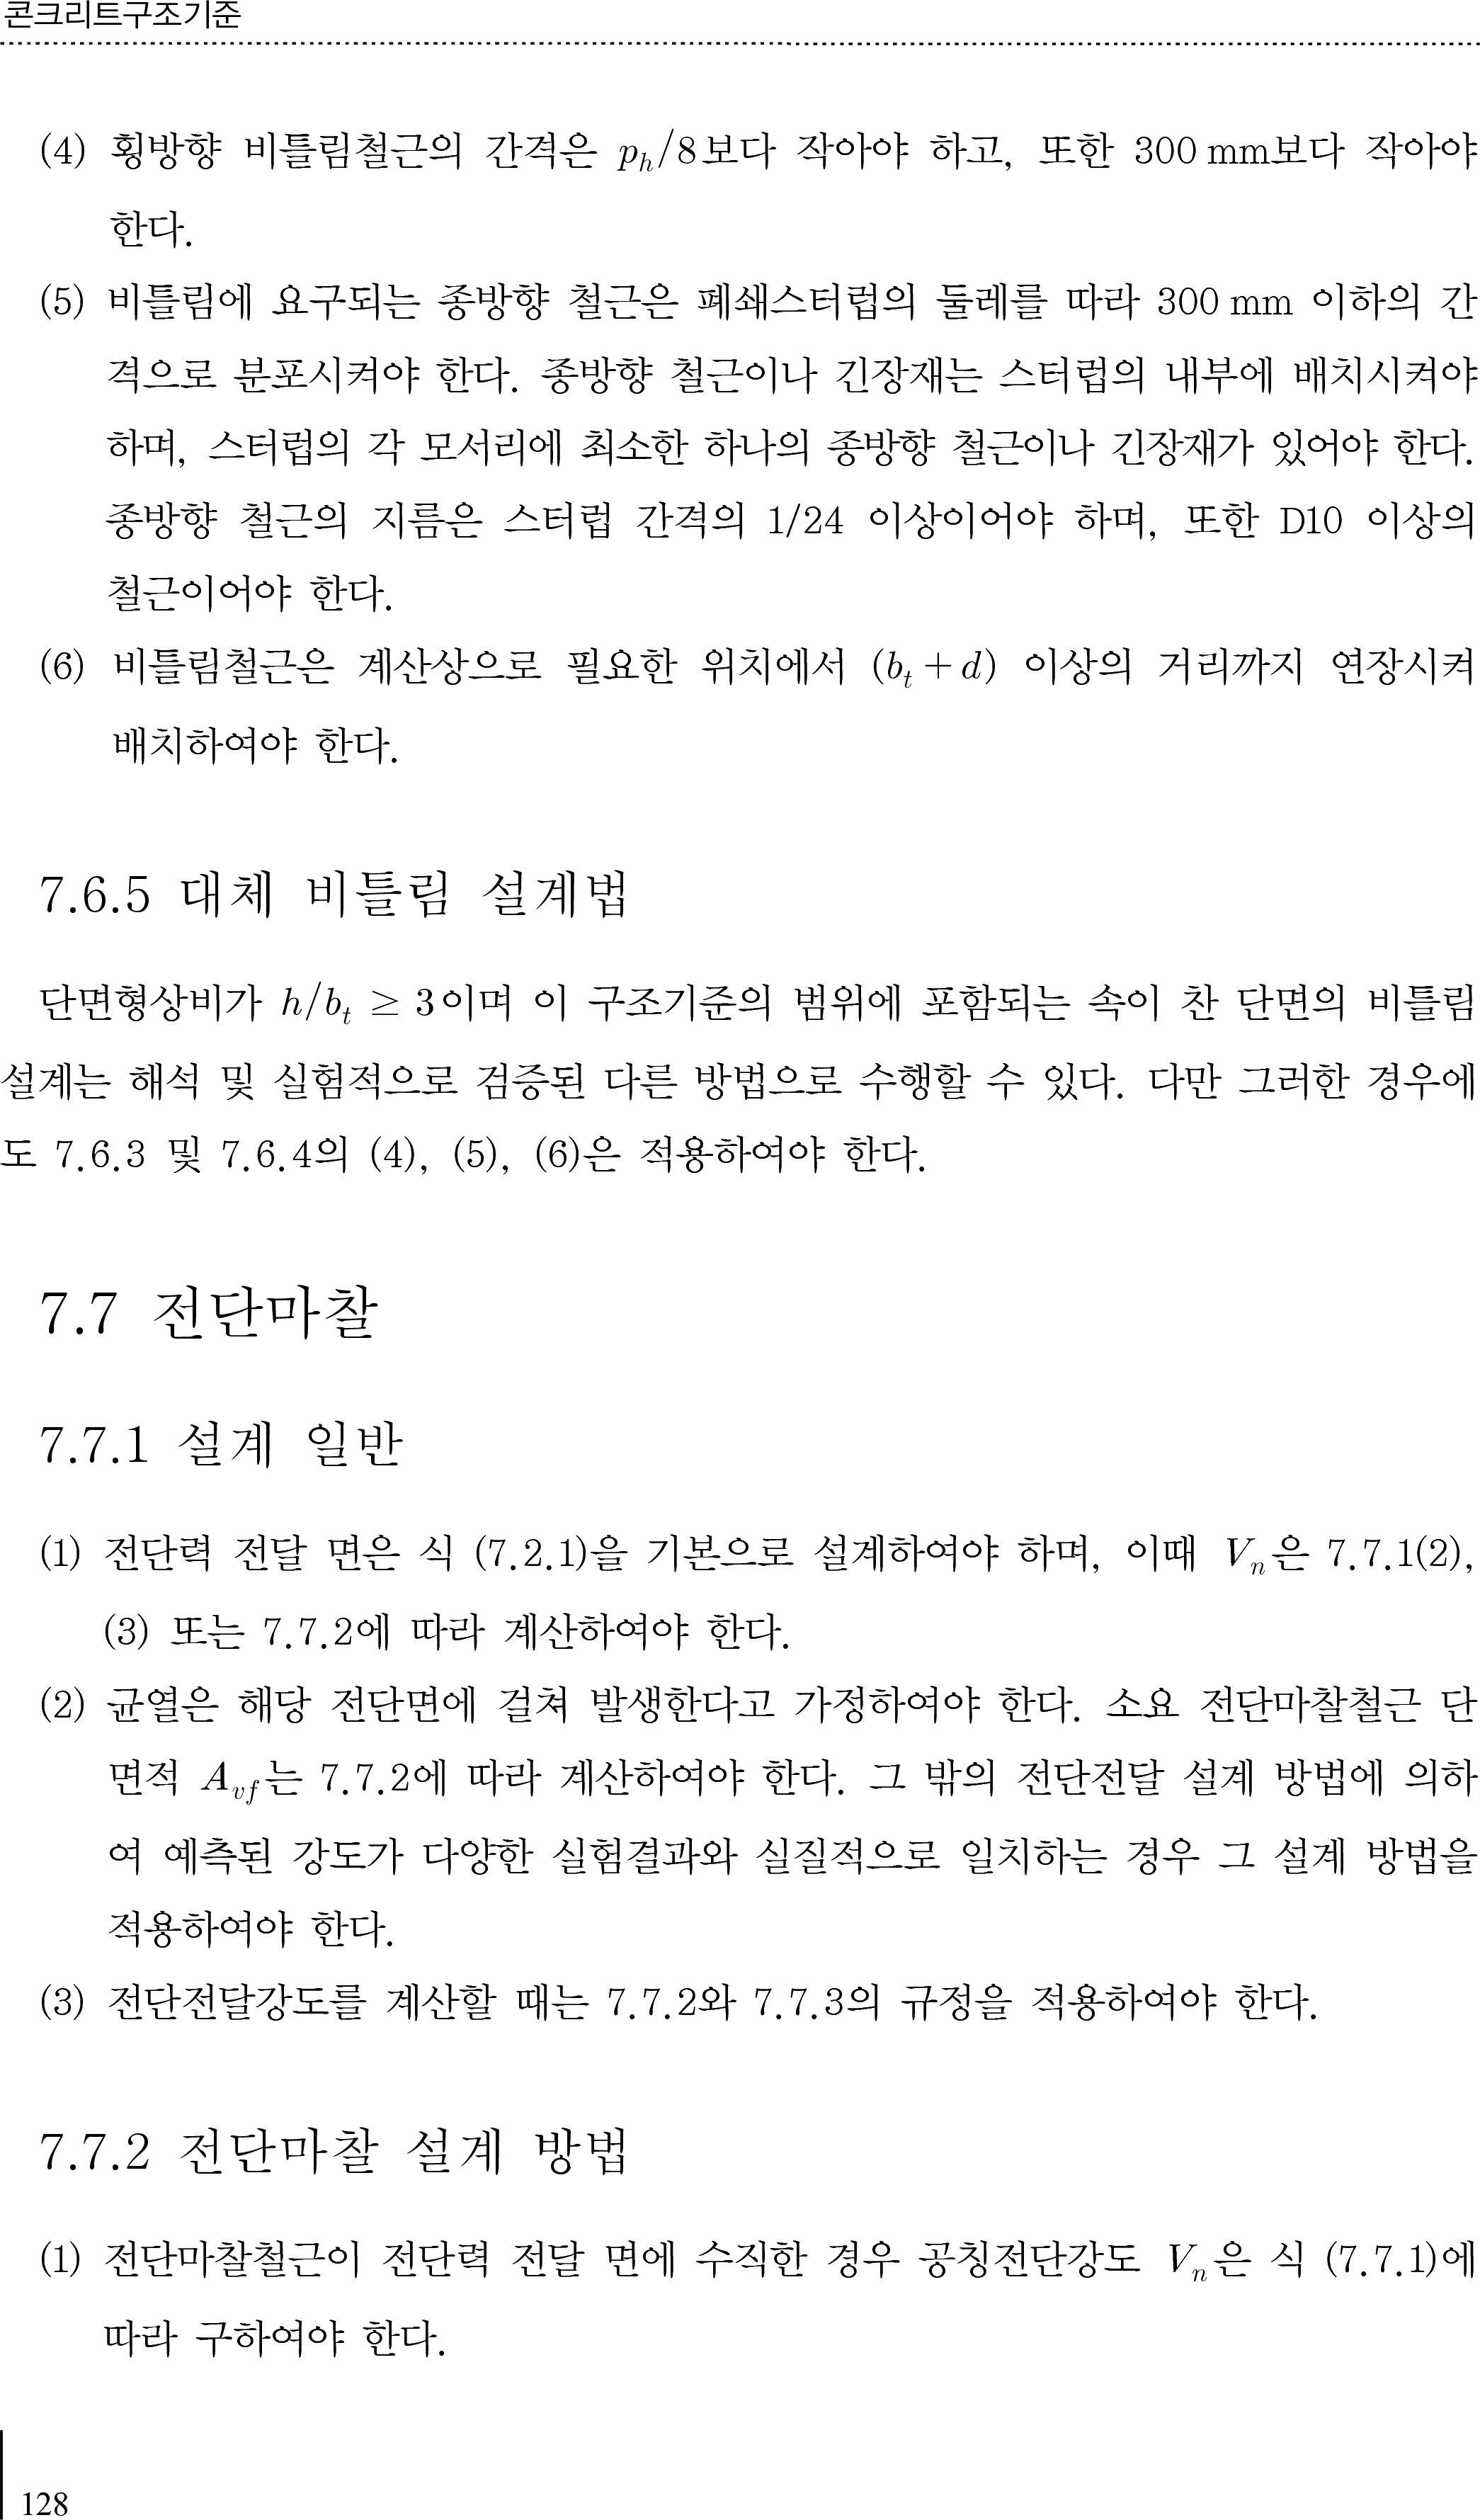 콘크리트구조기준
(4) 횡방향 비틀림철근의 간격은 pₕ/8보다 작아야 하고, 또한 300 mm보다 작아야
한다.
(5) 비틀림에 요구되는 종방향 철근은 폐쇄스터럽의 둘레를 따라 300 mm 이하의 간
격으로 분포시켜야 한다. 종방향 철근이나 긴장재는 스터럽의 내부에 배치시켜야
하며, 스터럽의 각 모서리에 최소한 하나의 종방향 철근이나 긴장재가 있어야 한다.
종방향 철근의 지름은 스터럽 간격의 1/24 이상이어야 하며, 또한 D10 이상의
철근이어야 한다.
(6) 비틀림철근은 계산상으로 필요한 위치에서 (bₜ+d) 이상의 거리까지 연장시켜
배치하여야 한다.
7.6.5 대체 비틀림 설계법
단면형상비가 h/bₜ ≥ 3이며 이 구조기준의 범위에 포함되는 속이 찬 단면의 비틀림
설계는 해석 및 실험적으로 검증된 다른 방법으로 수행할 수 있다. 다만 그러한 경우에
도 7.6.3 및 7.6.4의 (4), (5), (6)은 적용하여야 한다.
7.7 전단마찰
7.7.1 설계 일반
(1) 전단력 전달 면은 식 (7.2.1)을 기본으로 설계하여야 하며, 이때 Vₙ은 7.7.1(2),
(3) 또는 7.7.2에 따라 계산하여야 한다.
(2) 균열은 해당 전단면에 걸쳐 발생한다고 가정하여야 한다. 소요 전단마찰철근 단
면적 A_vf는 7.7.2에 따라 계산하여야 한다. 그 밖의 전단전달 설계 방법에 의하
여 예측된 강도가 다양한 실험결과와 실질적으로 일치하는 경우 그 설계 방법을
적용하여야 한다.
(3) 전단전달강도를 계산할 때는 7.7.2와 7.7.3의 규정을 적용하여야 한다.
7.7.2 전단마찰 설계 방법
(1) 전단마찰철근이 전단력 전달 면에 수직한 경우 공칭전단강도 Vₙ은 식 (7.7.1)에
따라 구하여야 한다.
128